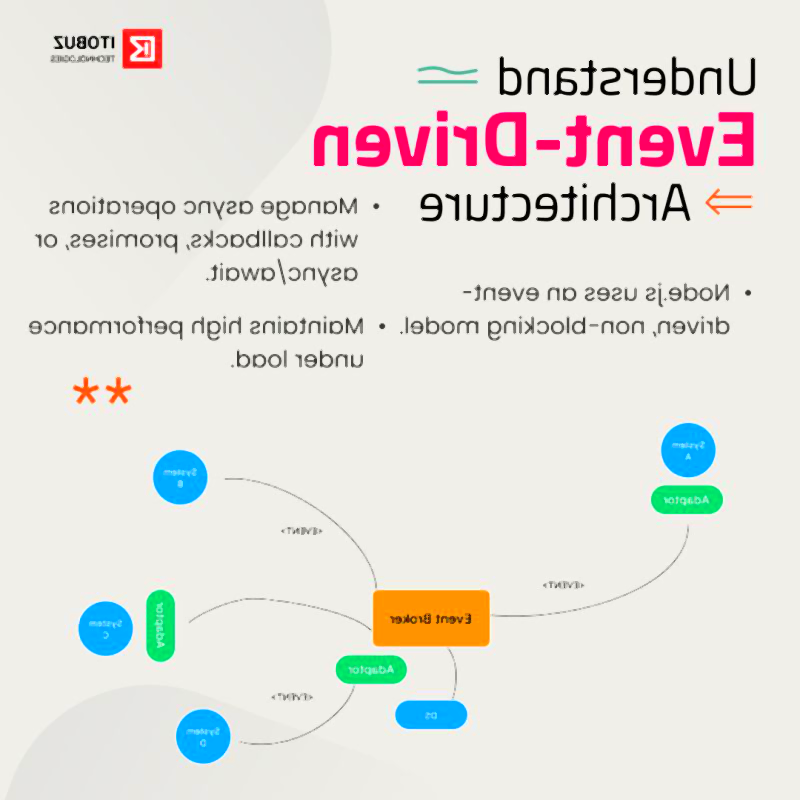 ITOBUZ
TECHNOLOGIES
Understand
Event-Driven
Architecture
• Node.js uses an event-
driven, non-blocking model.
• Manage async operations
with callbacks, promises, or
async/await.
• Maintains high performance
under load.
**
System
A
Adaptor
<EVENT>
System
B
<EVENT>
Event Broker
System
C
Adaptor
Adaptor
<EVENT>
DS
System
D